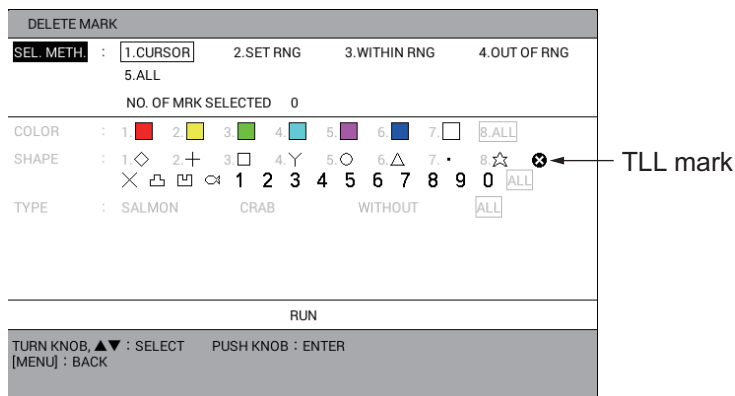 DELETE MARK
SEL. METH. : 1.CURSOR 2.SET RNG 3.WITHIN RNG 4.OUT OF RNG
5.ALL
NO. OF MRK SELECTED 0
COLOR : 1. 2. 3. 4. 5. 6. 7. 8.ALL
SHAPE : 1. 2. 3. 4. 5. 6. 7. 8. TLL mark
1 2 3 4 5 6 7 8 9 0 ALL
TYPE : SALMON CRAB WITHOUT ALL
RUN
TURN KNOB, ▲▼ : SELECT PUSH KNOB : ENTER
[MENU] : BACK